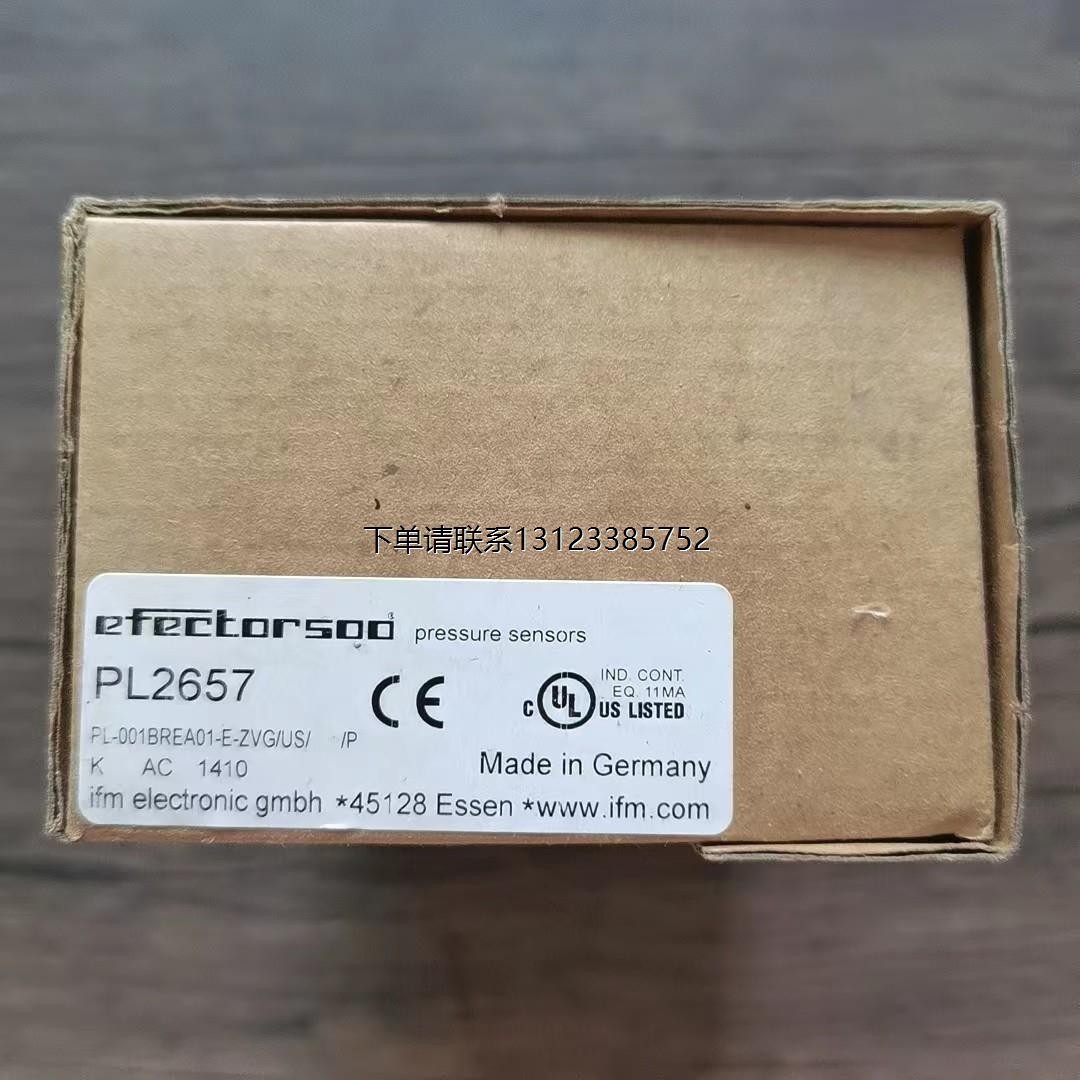 下单请联系13123385752
efector500® pressure sensors
PL2657
CE
C UL US LISTED
IND. CONT.
EQ. 11MA
PL-001BREA01-E-ZVG/US/ /P
K AC 1410
Made in Germany
ifm electronic gmbh *45128 Essen *www.ifm.com